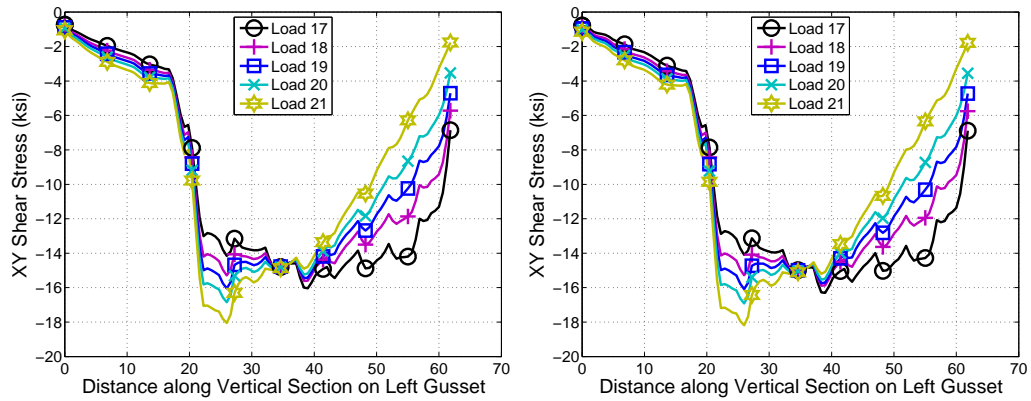 0
−2
−4
−6
−8
−10
−12
−14
−16
−18
−20
XY Shear Stress (ksi)
0 10 20 30 40 50 60 70
Distance along Vertical Section on Left Gusset
Load 17
Load 18
Load 19
Load 20
Load 21
0
−2
−4
−6
−8
−10
−12
−14
−16
−18
−20
XY Shear Stress (ksi)
0 10 20 30 40 50 60 70
Distance along Vertical Section on Left Gusset
Load 17
Load 18
Load 19
Load 20
Load 21